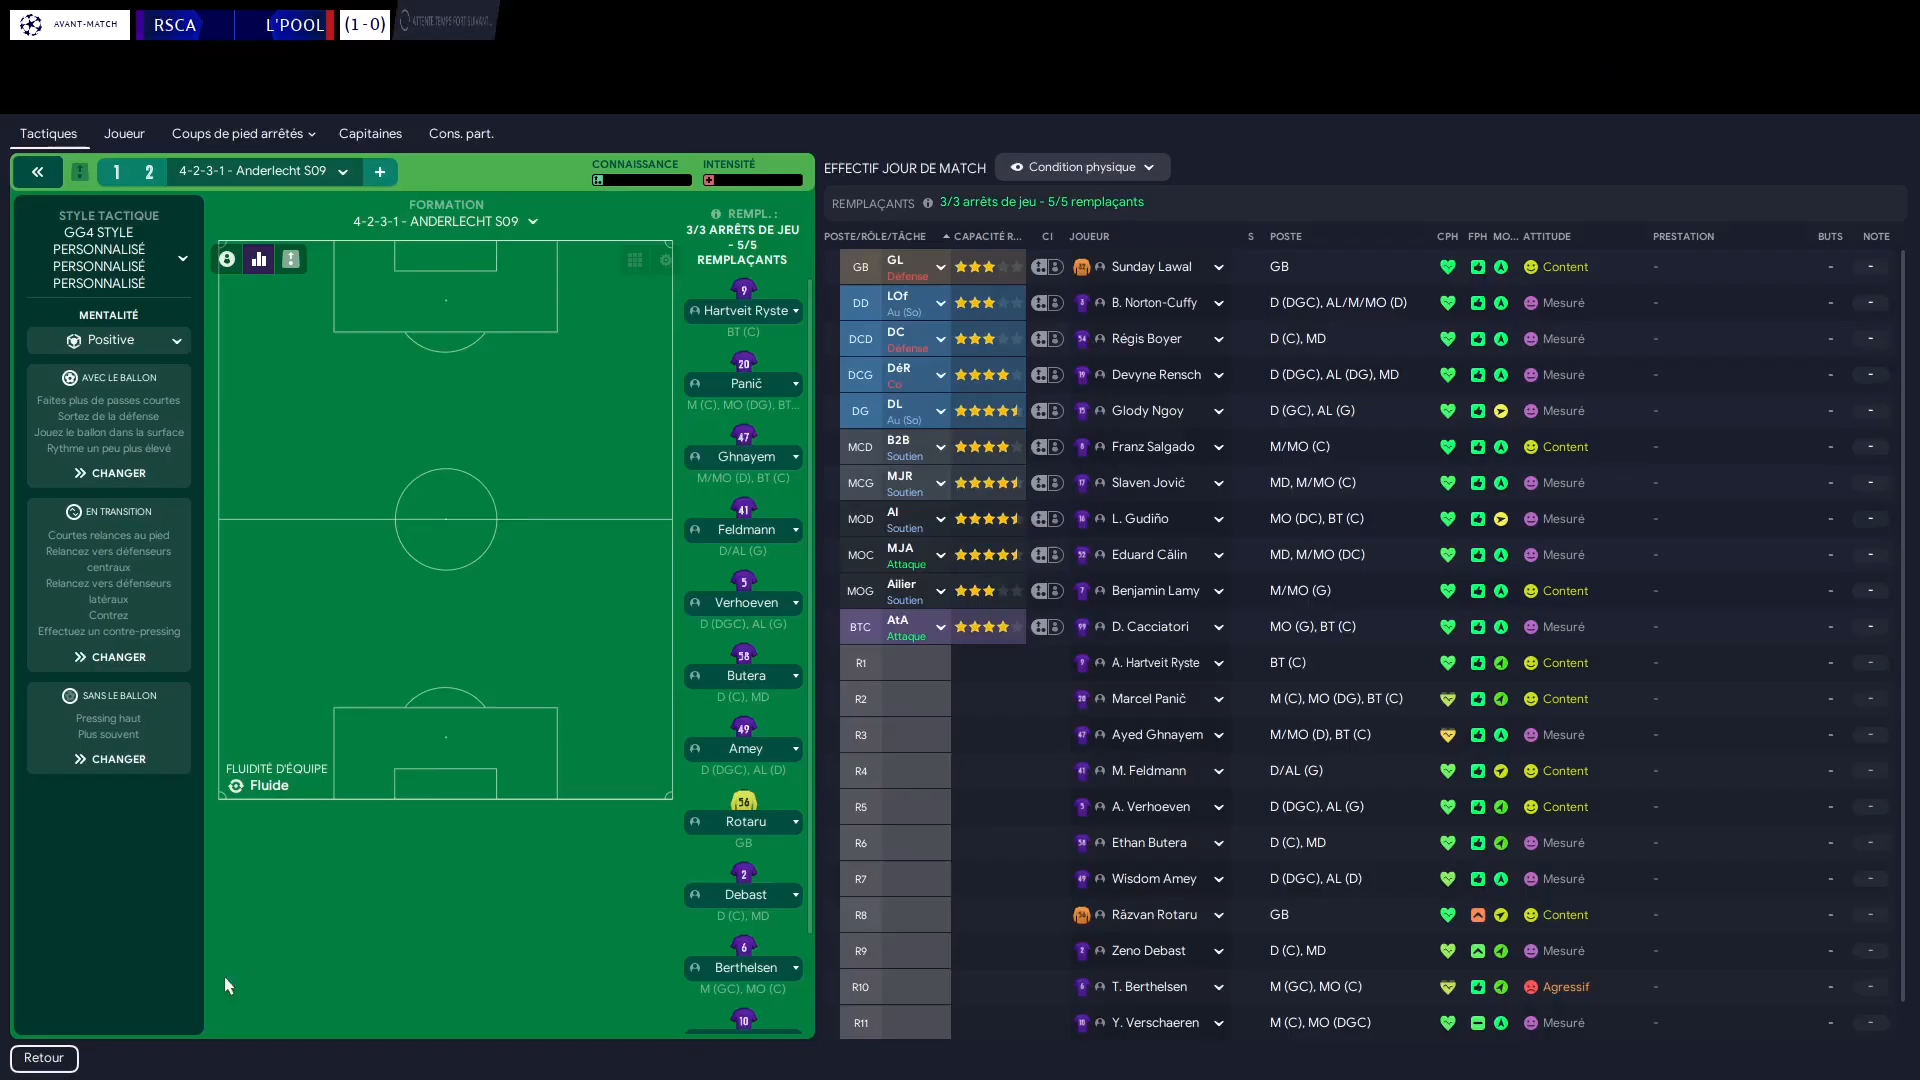 AVANT-MATCH
RSCA
L'POOL
(1 - 0)
Tactiques
Joueur
Coups de pied arrêtés
Capitaines
Cons. part.
1
2
4-2-3-1 - Anderlecht S09
CONNAISSANCE
INTENSITÉ
STYLE TACTIQUE
GG4 STYLE
PERSONNALISÉ
PERSONNALISÉ
PERSONNALISÉ
MENTALITÉ
Positive
AVEC LE BALLON
Faites plus de passes courtes
Sortez de la défense
Jouez le ballon dans la surface
Rythme un peu plus élevé
CHANGER
EN TRANSITION
Courtes relances au pied
Relancez vers défenseurs
centraux
Relancez vers défenseurs
latéraux
Contrez
Effectuez un contre-pressing
CHANGER
SANS LE BALLON
Pressing haut
Plus souvent
CHANGER
FORMATION
4-2-3-1 - ANDERLECHT S09
FLUIDITÉ D'ÉQUIPE
Fluide
REMPL. :
3/3 ARRÊTS DE JEU
- 5/5
REMPLAÇANTS
9
Hartveit Ryste
BT (C)
20
Panič
M (C), MO (DG), BT...
47
Ghnayem
M/MO (D), BT (C)
41
Feldmann
D/AL (G)
5
Verhoeven
D (DGC), AL (G)
58
Butera
D (C), MD
49
Amey
D (DGC), AL (D)
56
Rotaru
GB
2
Debast
D (C), MD
6
Berthelsen
M (GC), MO (C)
10
EFFECTIF JOUR DE MATCH
Condition physique
REMPLAÇANTS
3/3 arrêts de jeu - 5/5 remplaçants
POSTE/RÔLE/TÂCHE CAPACITÉ R... CI JOUEUR S POSTE CPH FPH MO... ATTITUDE PRESTATION BUTS NOTE
GB GL Défense Sunday Lawal GB Content - - -
DD LOf Au (So) B. Norton-Cuffy D (DGC), AL/M/MO (D) Mesuré - - -
DCD DC Défense Régis Boyer D (C), MD Mesuré - - -
DCG DéR Co Devyne Rensch D (DGC), AL (DG), MD Mesuré - - -
DG DL Au (So) Glody Ngoy D (GC), AL (G) Mesuré - - -
MCD B2B Soutien Franz Salgado M/MO (C) Content - - -
MCG MJR Soutien Slaven Jović MD, M/MO (C) Mesuré - - -
MOD AI Soutien L. Gudiño MO (DC), BT (C) Mesuré - - -
MOC MJA Attaque Eduard Călin MD, M/MO (DC) Mesuré - - -
MOG Ailier Soutien Benjamin Lamy M/MO (G) Content - - -
BTC AtA Attaque D. Cacciatori MO (G), BT (C) Mesuré - - -
R1 A. Hartveit Ryste BT (C) Content - - -
R2 Marcel Panič M (C), MO (DG), BT (C) Content - - -
R3 Ayed Ghnayem M/MO (D), BT (C) Mesuré - - -
R4 M. Feldmann D/AL (G) Content - - -
R5 A. Verhoeven D (DGC), AL (G) Content - - -
R6 Ethan Butera D (C), MD Mesuré - - -
R7 Wisdom Amey D (DGC), AL (D) Mesuré - - -
R8 Răzvan Rotaru GB Content - - -
R9 Zeno Debast D (C), MD Mesuré - - -
R10 T. Berthelsen M (GC), MO (C) Agressif - - -
R11 Y. Verschaeren M (C), MO (DGC) Mesuré - - -
Retour